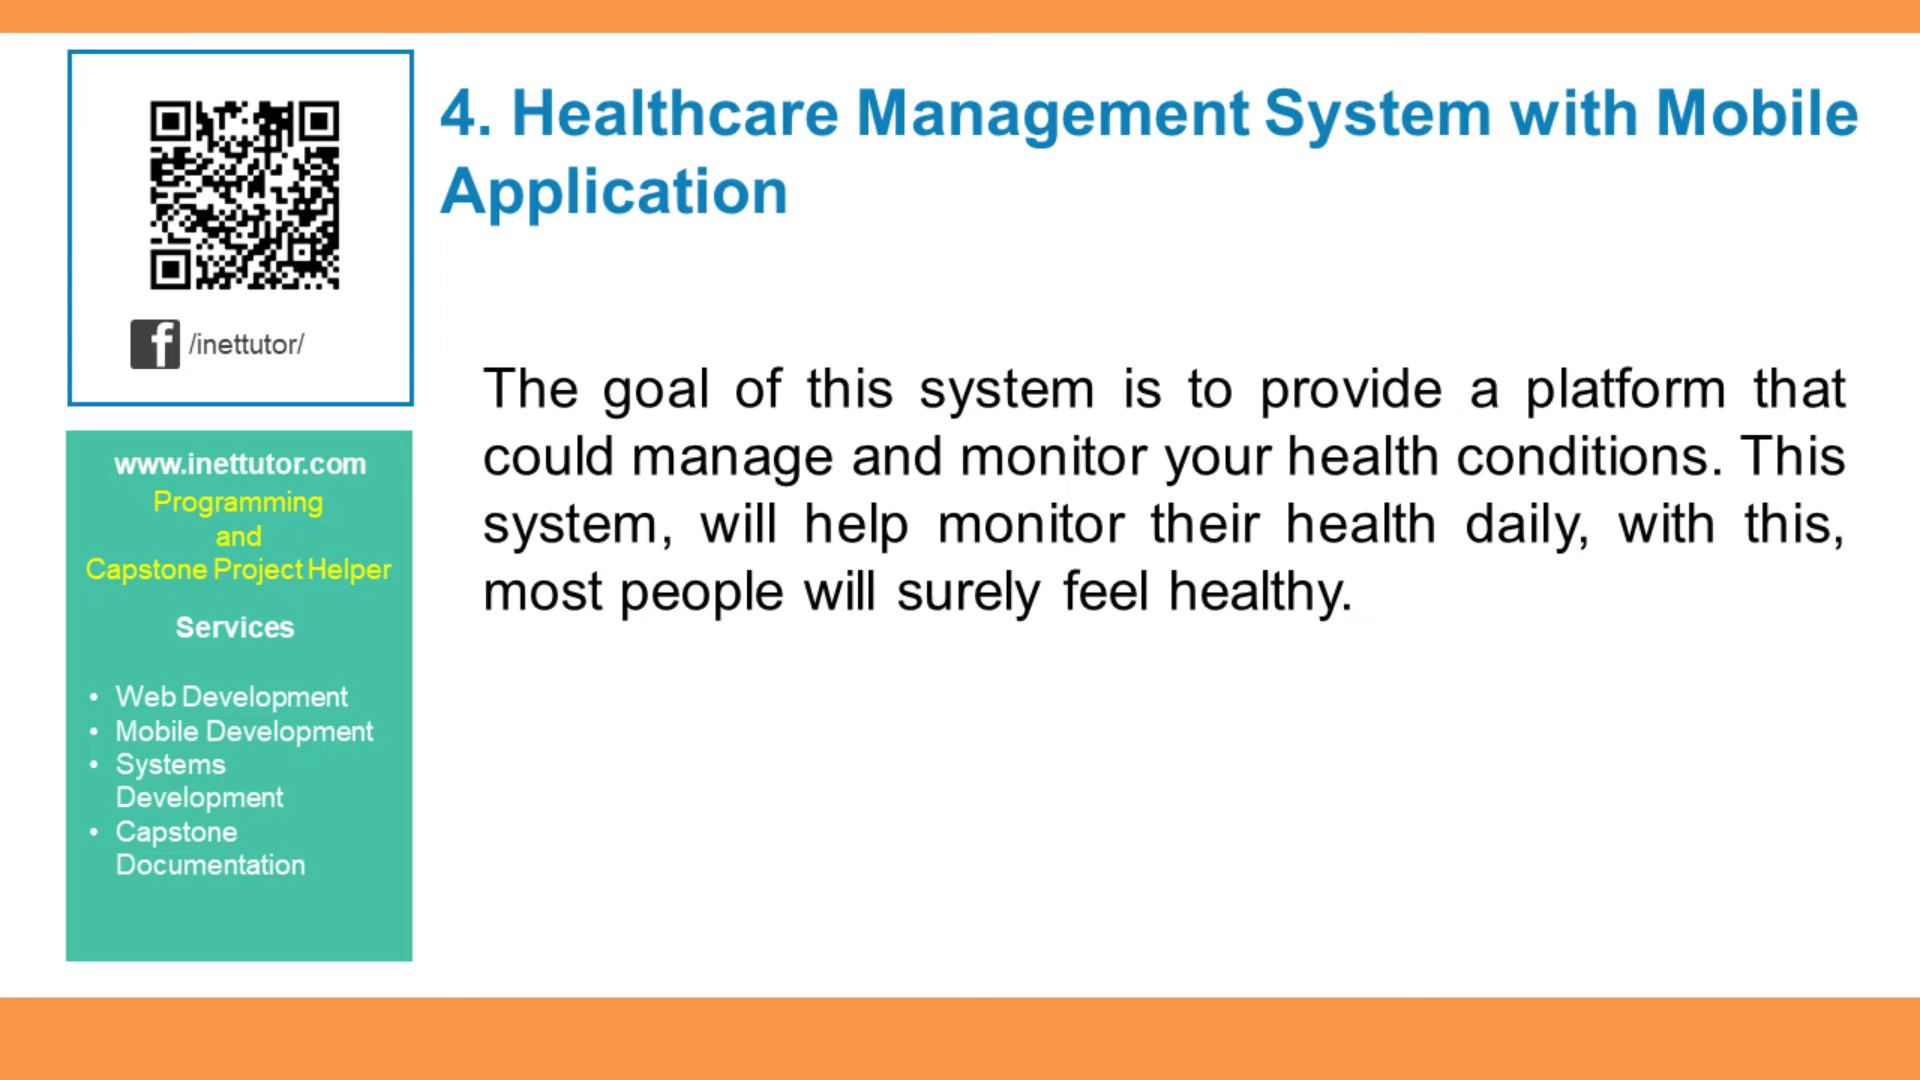 /inettutor/
www.inettutor.com
Programming
and
Capstone Project Helper
Services
• Web Development
• Mobile Development
• Systems
Development
• Capstone
Documentation
4. Healthcare Management System with Mobile
Application
The goal of this system is to provide a platform that
could manage and monitor your health conditions. This
system, will help monitor their health daily, with this,
most people will surely feel healthy.